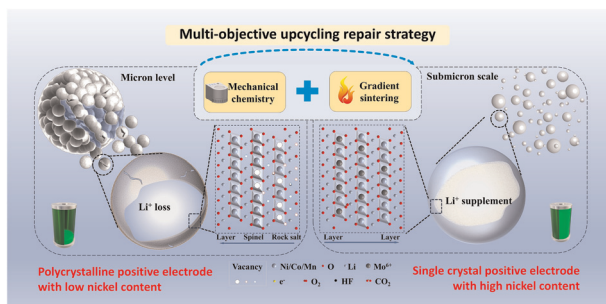 Multi-objective upcycling repair strategy
Micron level
Mechanical
chemistry
Gradient
sintering
Submicron scale
Li⁺ loss
Layer Spinel Rock salt
Layer Layer
Li⁺ supplement
Polycrystalline positive electrode
with low nickel content
Vacancy Ni/Co/Mn O Li Mo⁶⁺
e⁻ O₂ HF CO₂
Single crystal positive electrode
with high nickel content